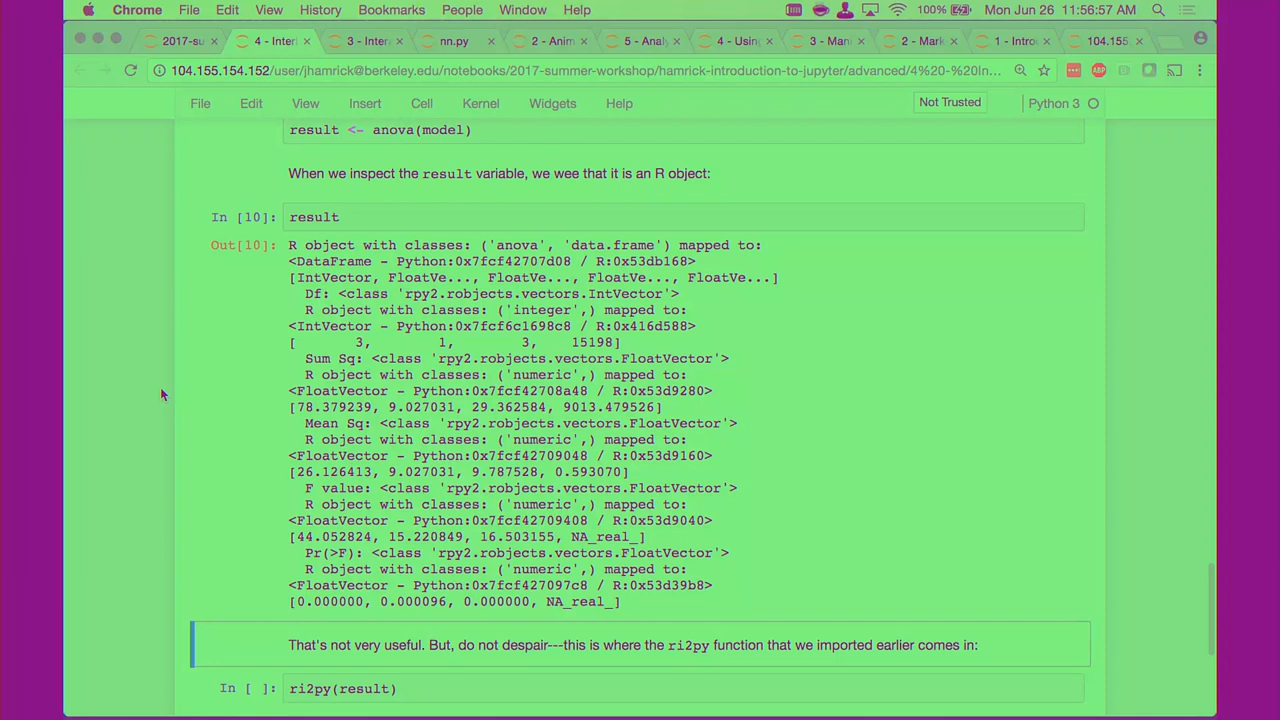 Chrome File Edit View History Bookmarks People Window Help 100% Mon Jun 26 11:56:57 AM
2017-su 4 - Inter 3 - Inter nn.py 2 - Anim 5 - Analy 4 - Using 3 - Mann 2 - Mark 1 - Introu 104.155
104.155.154.152/user/jhamrick@berkeley.edu/notebooks/2017-summer-workshop/hamrick-introduction-to-jupyter/advanced/4%20-%20In... ABP
File Edit View Insert Cell Kernel Widgets Help Not Trusted Python 3
result <- anova(model)
When we inspect the result variable, we wee that it is an R object:
In [10]: result
Out[10]: R object with classes: ('anova', 'data.frame') mapped to:
<DataFrame - Python:0x7fcf42707d08 / R:0x53db168>
[IntVector, FloatVe..., FloatVe..., FloatVe..., FloatVe...]
Df: <class 'rpy2.robjects.vectors.IntVector'>
R object with classes: ('integer',) mapped to:
<IntVector - Python:0x7fcf6c1698c8 / R:0x416d588>
[ 3, 1, 3, 15198]
Sum Sq: <class 'rpy2.robjects.vectors.FloatVector'>
R object with classes: ('numeric',) mapped to:
<FloatVector - Python:0x7fcf42708a48 / R:0x53d9280>
[78.379239, 9.027031, 29.362584, 9013.479526]
Mean Sq: <class 'rpy2.robjects.vectors.FloatVector'>
R object with classes: ('numeric',) mapped to:
<FloatVector - Python:0x7fcf42709048 / R:0x53d9160>
[26.126413, 9.027031, 9.787528, 0.593070]
F value: <class 'rpy2.robjects.vectors.FloatVector'>
R object with classes: ('numeric',) mapped to:
<FloatVector - Python:0x7fcf42709408 / R:0x53d9040>
[44.052824, 15.220849, 16.503155, NA_real_]
Pr(>F): <class 'rpy2.robjects.vectors.FloatVector'>
R object with classes: ('numeric',) mapped to:
<FloatVector - Python:0x7fcf427097c8 / R:0x53d39b8>
[0.000000, 0.000096, 0.000000, NA_real_]
That's not very useful. But, do not despair---this is where the ri2py function that we imported earlier comes in:
In [ ]: ri2py(result)